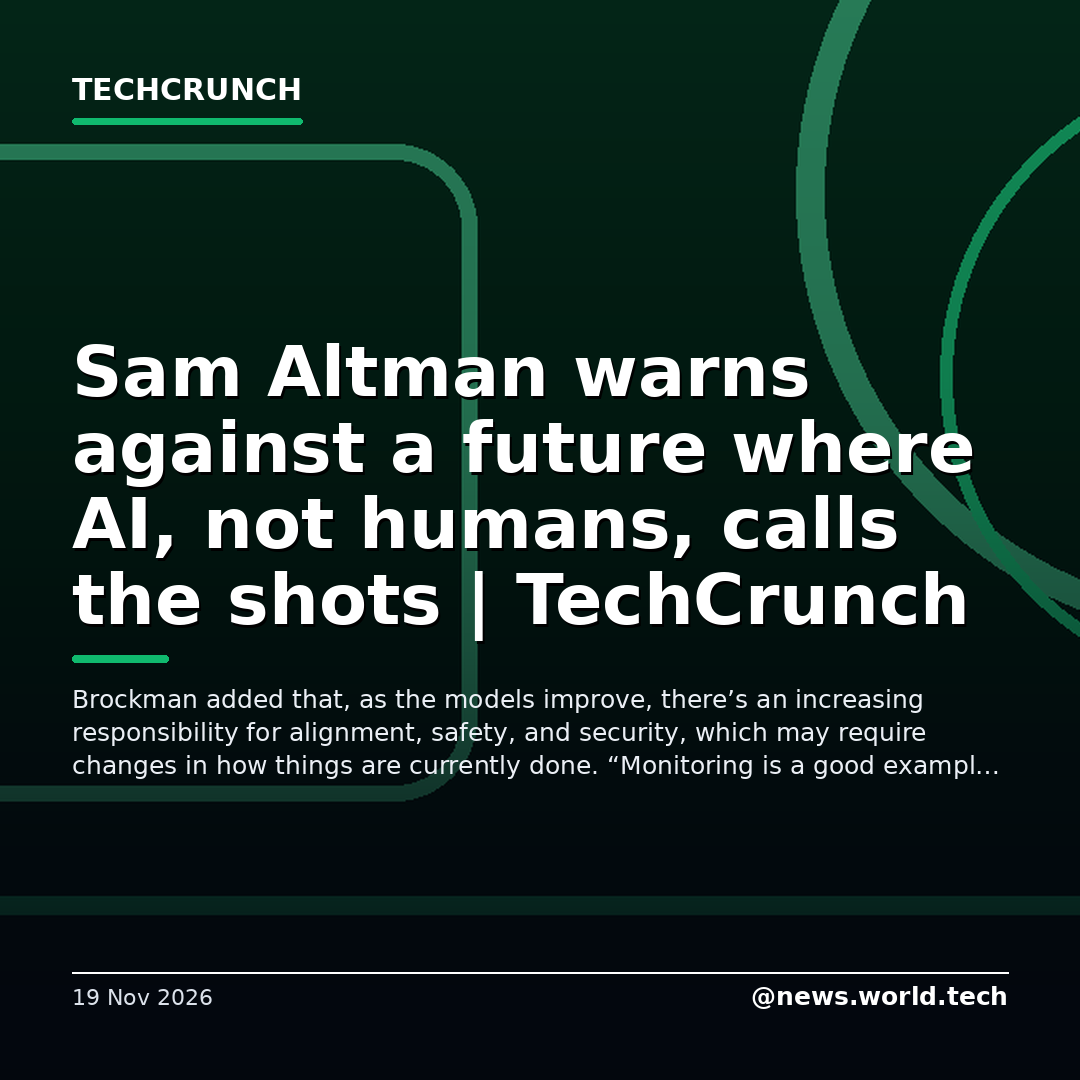 TECHCRUNCH
Sam Altman warns
against a future where
AI, not humans, calls
the shots | TechCrunch
Brockman added that, as the models improve, there’s an increasing
responsibility for alignment, safety, and security, which may require
changes in how things are currently done. “Monitoring is a good exampl…
19 Nov 2026
@news.world.tech